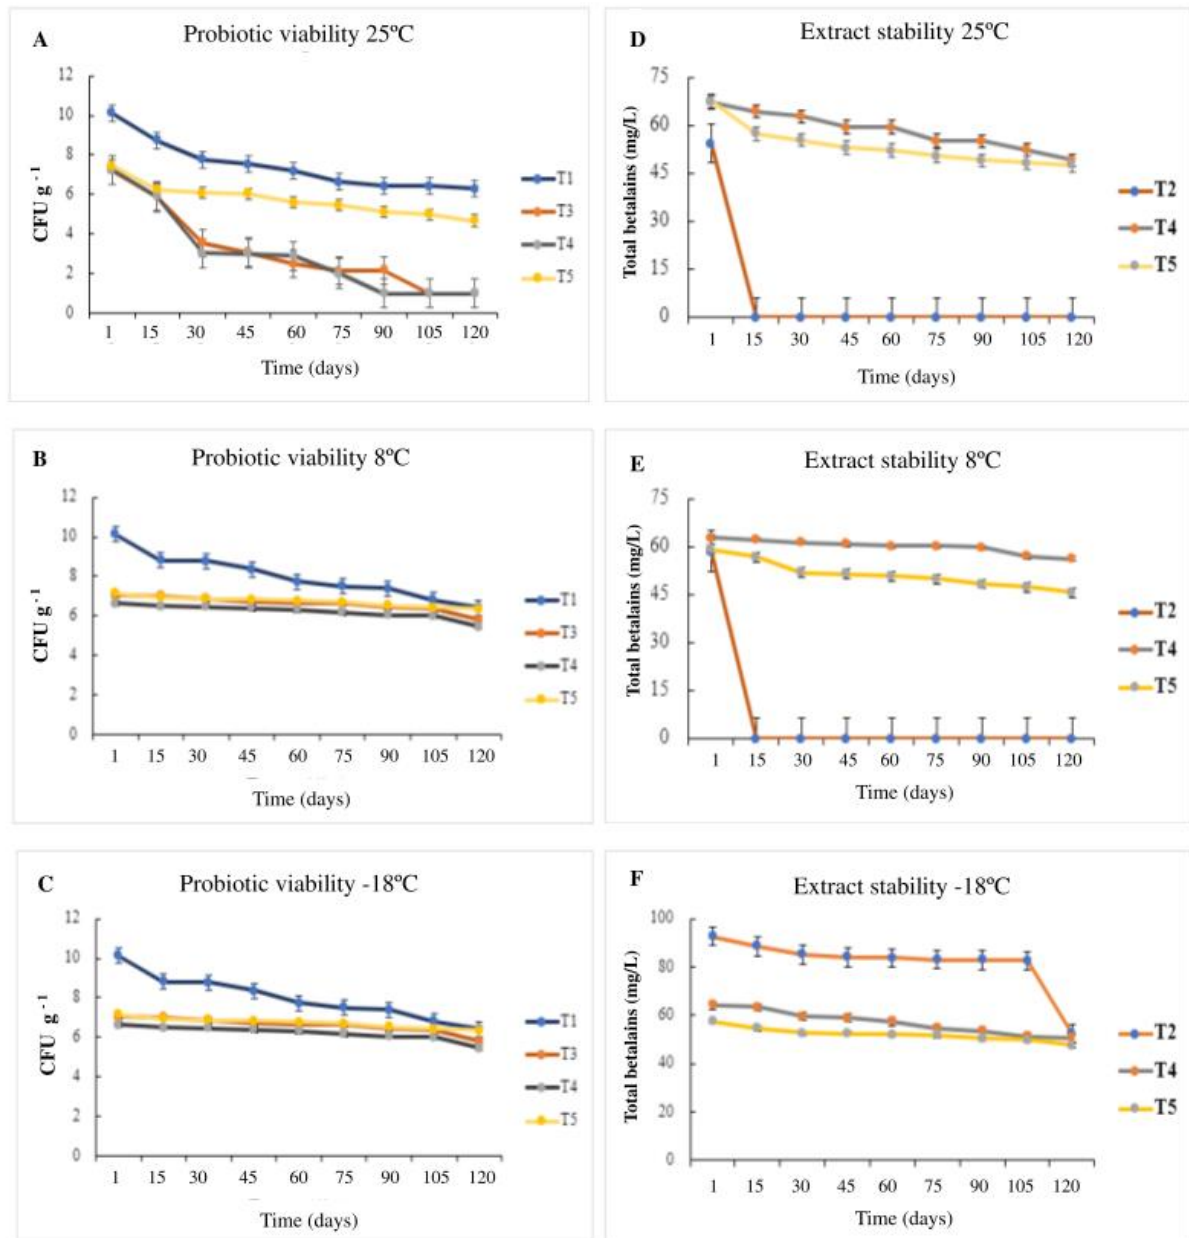 A
Probiotic viability 25ºC
12
10
8
6
4
2
0
CFU g -1
1 15 30 45 60 75 90 105 120
Time (days)
T1
T3
T4
T5
D
Extract stability 25ºC
75
60
45
30
15
0
Total betalains (mg/L)
1 15 30 45 60 75 90 105 120
Time (days)
T2
T4
T5
B
Probiotic viability 8ºC
12
10
8
6
4
2
0
CFU g -1
1 15 30 45 60 75 90 105 120
Time (days)
T1
T3
T4
T5
E
Extract stability 8ºC
75
60
45
30
15
0
Total betalains (mg/L)
1 15 30 45 60 75 90 105 120
Time (days)
T2
T4
T5
C
Probiotic viability -18ºC
12
10
8
6
4
2
0
CFU g -1
1 15 30 45 60 75 90 105 120
Time (days)
T1
T3
T4
T5
F
Extract stability -18ºC
100
80
60
40
20
0
Total betalains (mg/L)
1 15 30 45 60 75 90 105 120
Time (days)
T2
T4
T5